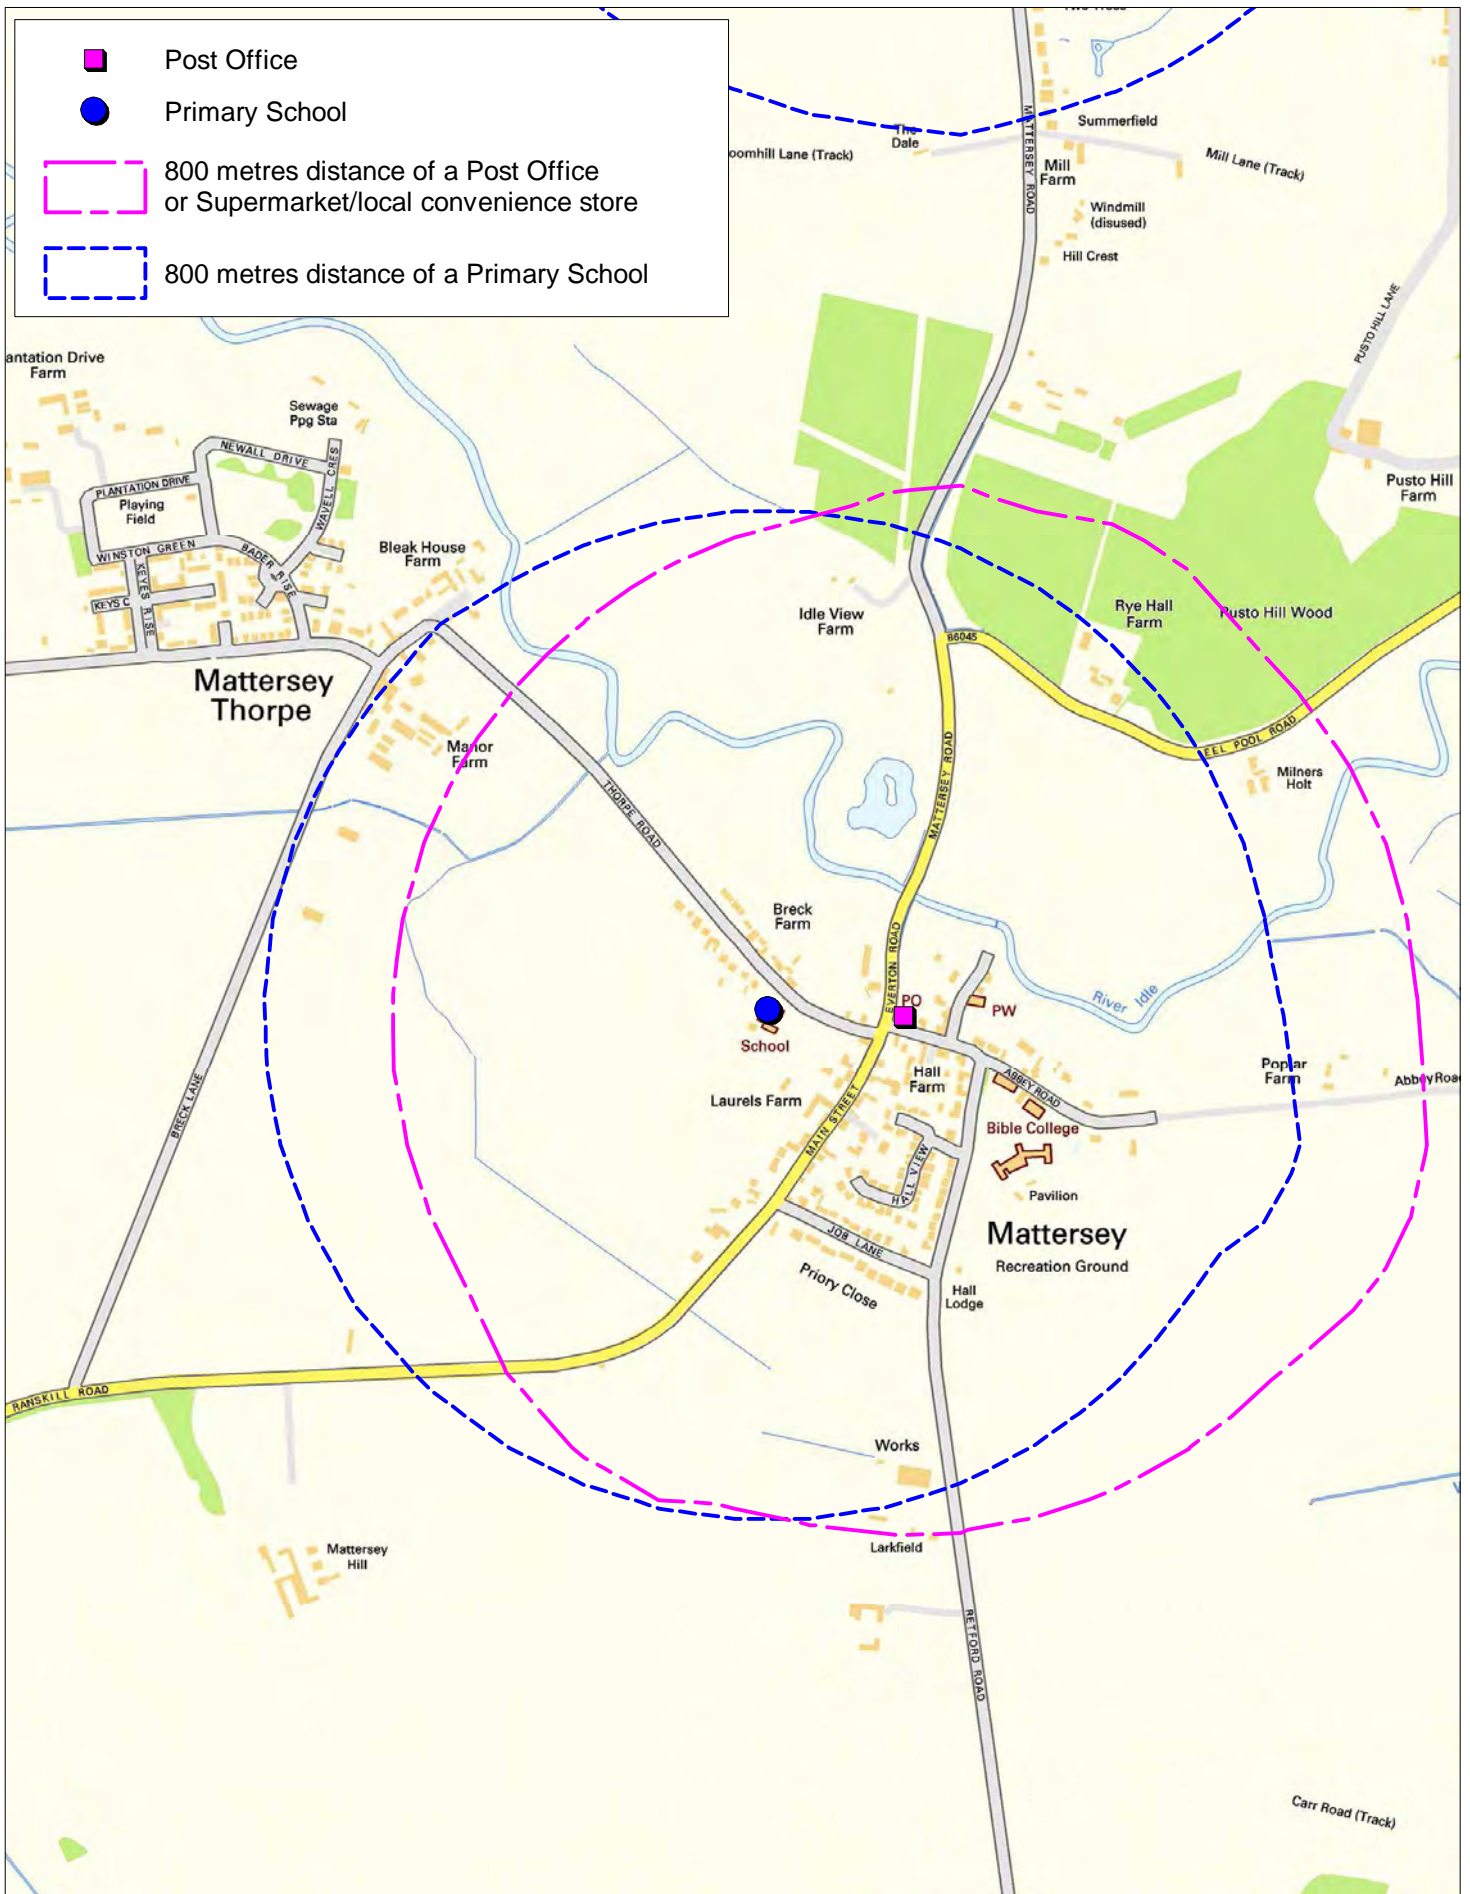 Post Office
Primary School
800 metres distance of a Post Office
or Supermarket/local convenience store
800 metres distance of a Primary School
MATTERSEY ROAD
Summerfield
The
Dale
oomhill Lane (Track)
Mill
Farm
Mill Lane (Track)
Windmill
(disused)
Hill Crest
PUSTO HILL LANE
antation Drive
Farm
Sewage
Ppg Sta
NEWALL DRIVE
WAVELL CRES
PLANTATION DRIVE
Playing
Field
Pusto Hill
Farm
WINSTON GREEN
BADER RISE
Bleak House
Farm
KEYES RISE
KEYS C
Idle View
Farm
Rye Hall
Farm
Pusto Hill Wood
B6045
Mattersey
Thorpe
Manor
Farm
EEL POOL ROAD
MATTERSEY ROAD
Milners
Holt
THORPE ROAD
Breck
Farm
EVERTON ROAD
PO
PW
River Idle
School
Hall
Farm
ABBEY ROAD
Poplar
Farm
Abbey Roa
BRECK LANE
Laurels Farm
MAIN STREET
Bible College
HALL VIEW
Pavilion
Mattersey
JOB LANE
Recreation Ground
Priory Close
Hall
Lodge
RANSKILL ROAD
Works
Mattersey
Hill
Larkfield
RETFORD ROAD
Carr Road (Track)